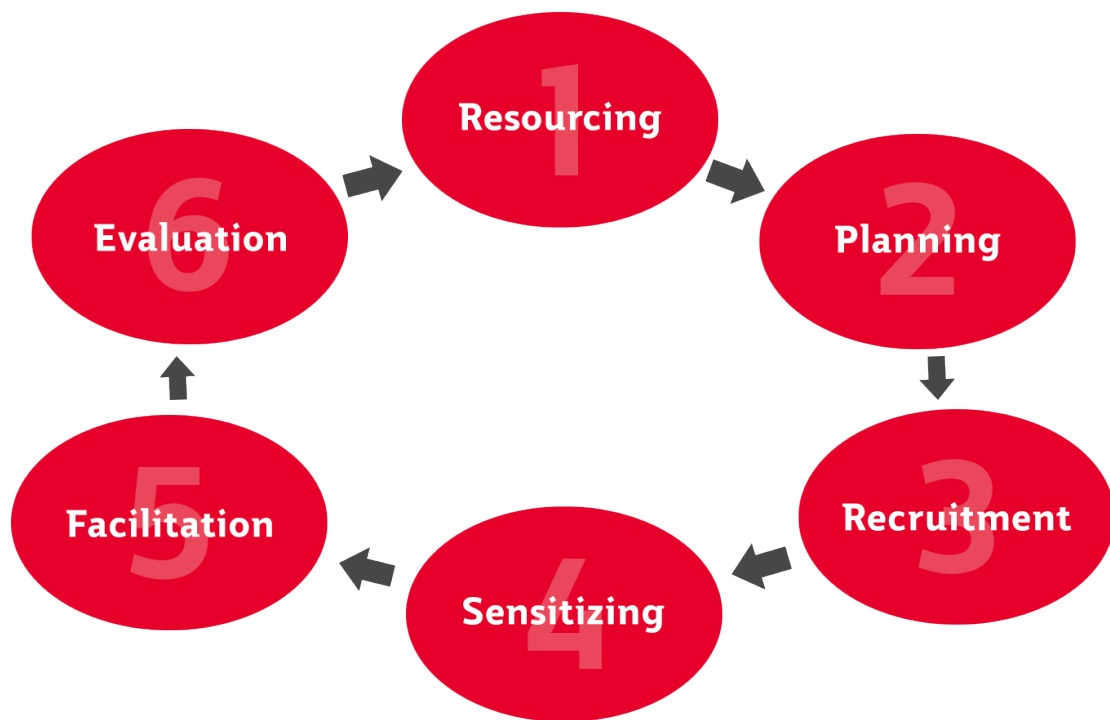 1
Resourcing
2
Planning
3
Recruitment
4
Sensitizing
5
Facilitation
6
Evaluation